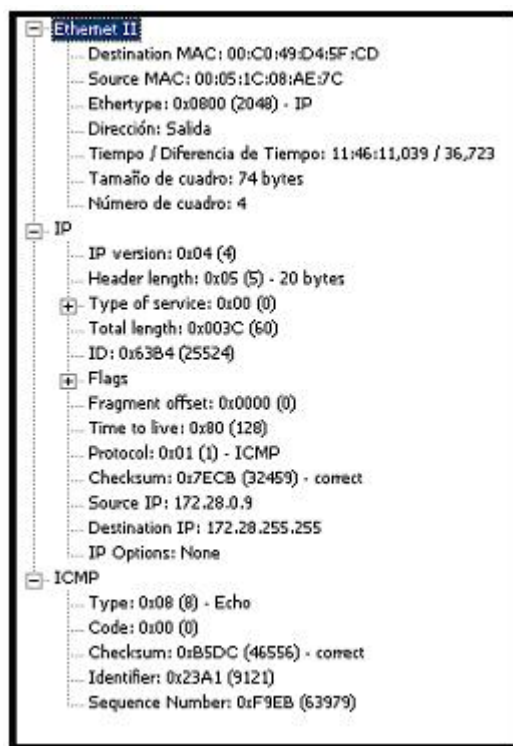 Ethernet II
Destination MAC: 00:C0:49:D4:5F:CD
Source MAC: 00:05:1C:08:AE:7C
Ethertype: 0x0800 (2048) - IP
Dirección: Salida
Tiempo / Diferencia de Tiempo: 11:46:11,039 / 36,723
Tamaño de cuadro: 74 bytes
Número de cuadro: 4
IP
IP version: 0x04 (4)
Header length: 0x05 (5) - 20 bytes
Type of service: 0x00 (0)
Total length: 0x003C (60)
ID: 0x63B4 (25524)
Flags
Fragment offset: 0x0000 (0)
Time to live: 0x80 (128)
Protocol: 0x01 (1) - ICMP
Checksum: 0x7ECB (32459) - correct
Source IP: 172.28.0.9
Destination IP: 172.28.255.255
IP Options: None
ICMP
Type: 0x08 (8) - Echo
Code: 0x00 (0)
Checksum: 0xB5DC (46556) - correct
Identifier: 0x23A1 (9121)
Sequence Number: 0xF9EB (63979)